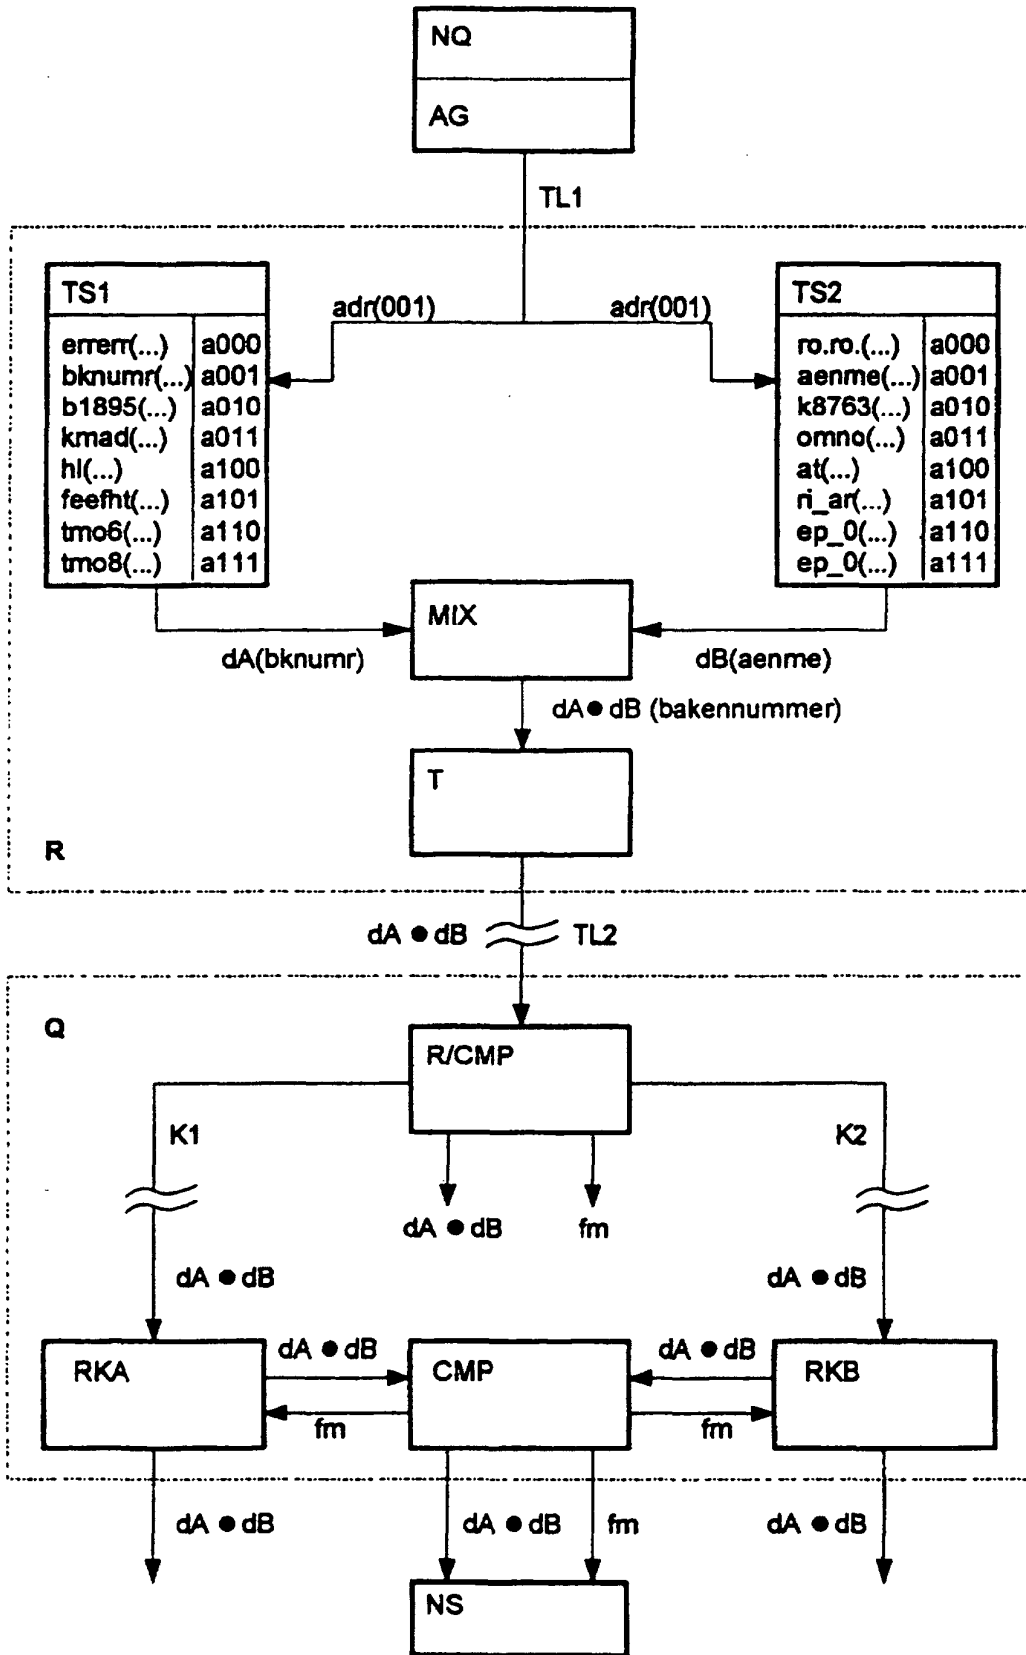 NQ
AG
TL1
TS1
errerr(...) a000
bknumr(...) a001
b1895(...) a010
kmad(...) a011
hl(...) a100
feefht(...) a101
tmo6(...) a110
tmo8(...) a111
adr(001)
adr(001)
TS2
ro.ro.(...) a000
aenme(...) a001
k8763(...) a010
omno(...) a011
at(...) a100
ri_ar(...) a101
ep_0(...) a110
ep_0(...) a111
MIX
dA(bknumr)
dB(aenme)
dA ● dB (bakennummer)
T
R
dA ● dB
TL2
Q
R/CMP
K1
K2
dA ● dB
fm
dA ● dB
dA ● dB
RKA
dA ● dB
CMP
dA ● dB
RKB
fm
fm
dA ● dB
dA ● dB
fm
dA ● dB
NS